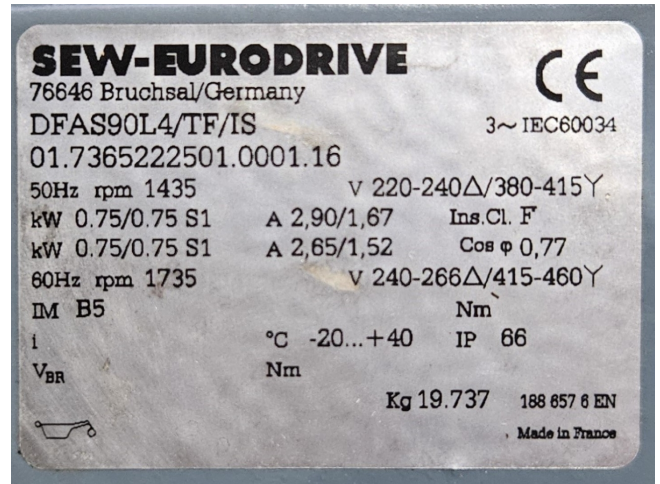 SEW-EURODRIVE
CE
76646 Bruchsal/Germany
DFAS90L4/TF/IS 3~ IEC60034
01.7365222501.0001.16
50Hz rpm 1435 V 220-240△/380-415Y
kW 0.75/0.75 S1 A 2,90/1,67 Ins.Cl. F
kW 0.75/0.75 S1 A 2,65/1,52 Cos φ 0,77
60Hz rpm 1735 V 240-266△/415-460Y
IM B5 Nm
i °C -20...+40 IP 66
VBR Nm
Kg 19.737 188 657 6 EN
Made in France